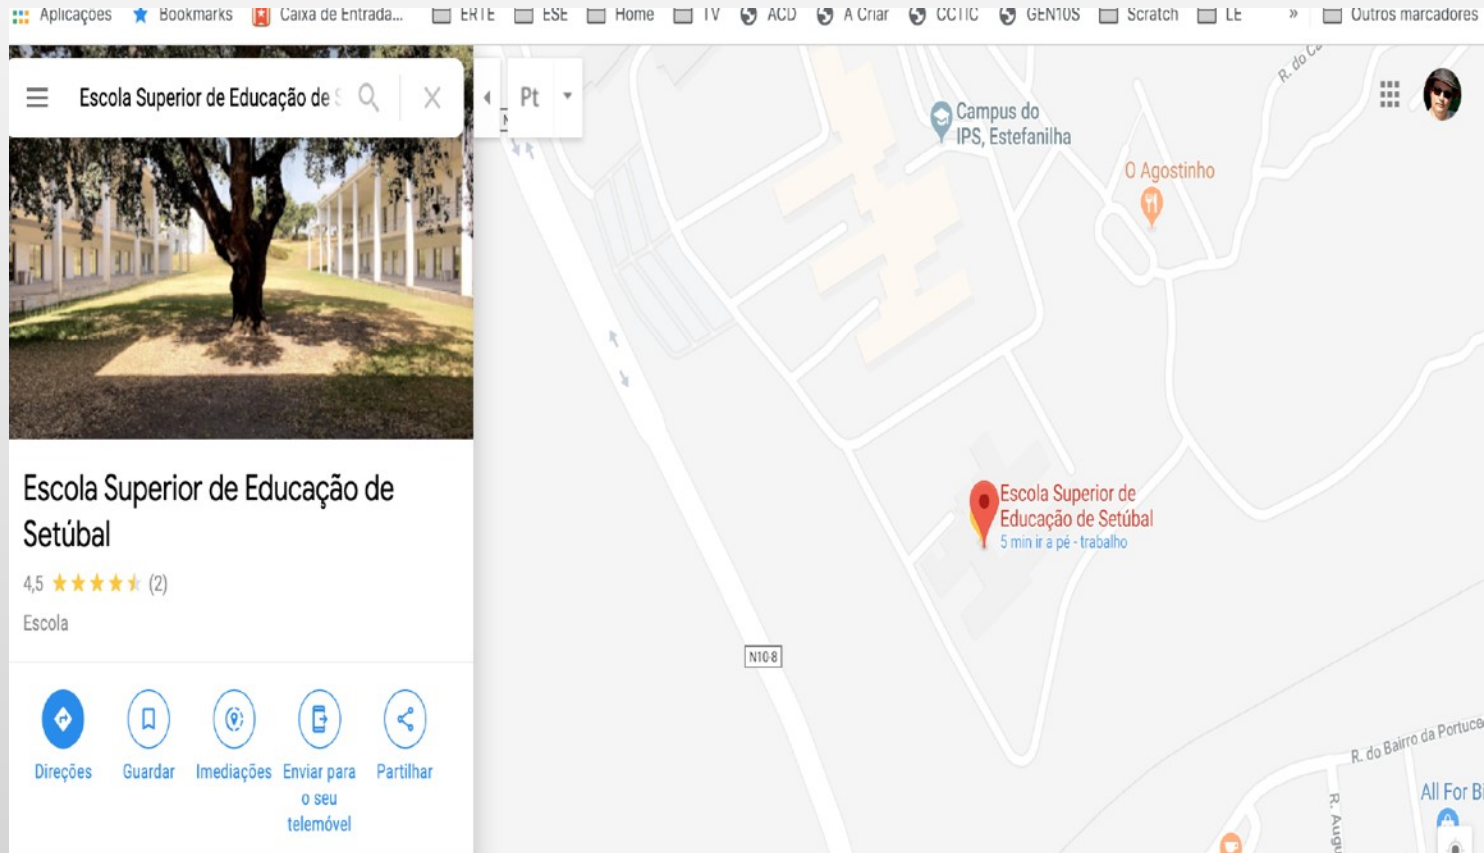 Aplicações Bookmarks Caixa de Entrada... ERTE ESE Home TV ACD A Criar CCTIC GEN10S Scratch LE » Outros marcadores
Escola Superior de Educação de
Pt
Escola Superior de Educação de
Setúbal
4,5 (2)
Escola
Direções
Guardar
Imediações
Enviar para
o seu
telemóvel
Partilhar
R. do
Campus do
IPS, Estefanilha
O Agostinho
Escola Superior de
Educação de Setúbal
5 min ir a pé - trabalho
N10-8
R. do Bairro da
All For
R.